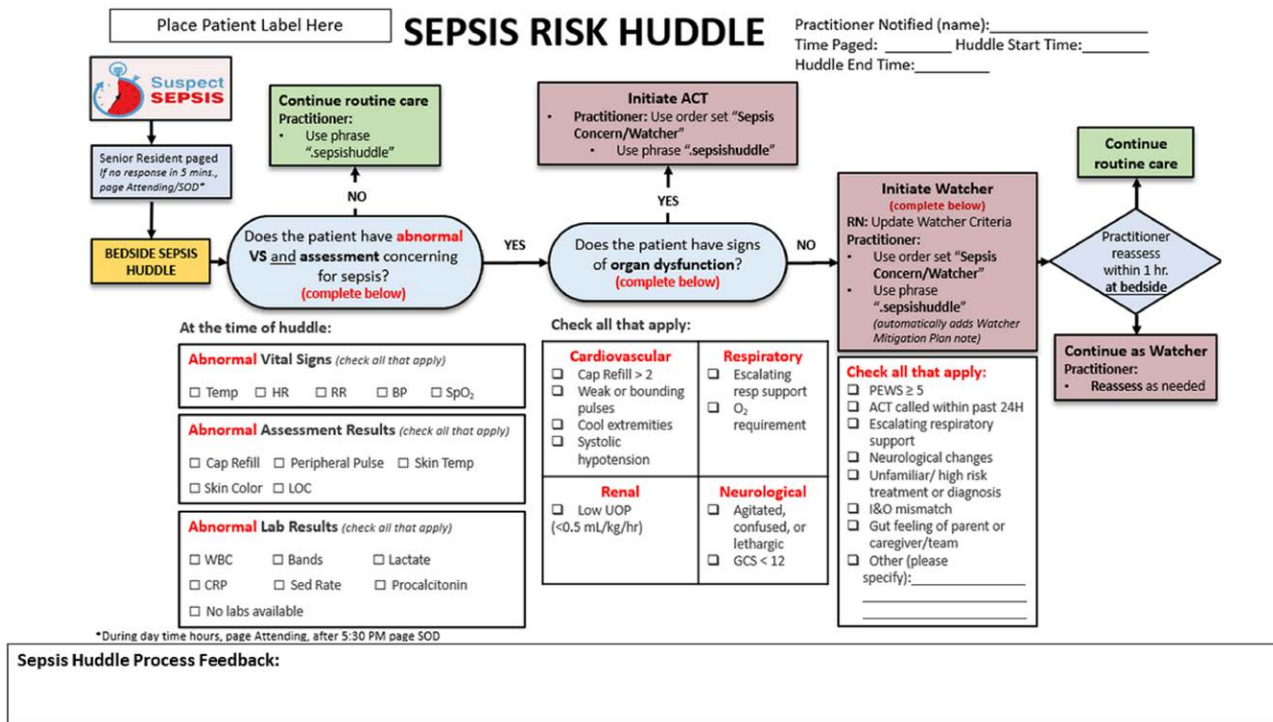 Place Patient Label Here
SEPSIS RISK HUDDLE
Practitioner Notified (name):
Time Paged: Huddle Start Time:
Huddle End Time:
Suspect
SEPSIS
Senior Resident paged
If no response in 5 mins.,
page Attending/SOD*
BEDSIDE SEPSIS
HUDDLE
Continue routine care
Practitioner:
• Use phrase
".sepsishuddle"
NO
Does the patient have abnormal
VS and assessment concerning
for sepsis?
(complete below)
YES
Initiate ACT
• Practitioner: Use order set "Sepsis
Concern/Watcher"
• Use phrase ".sepsishuddle"
YES
Does the patient have signs
of organ dysfunction?
(complete below)
NO
Initiate Watcher
(complete below)
RN: Update Watcher Criteria
Practitioner:
• Use order set "Sepsis
Concern/Watcher"
• Use phrase
".sepsishuddle"
(automatically adds Watcher
Mitigation Plan note)
Continue
routine care
Practitioner
reassess
within 1 hr.
at bedside
Continue as Watcher
Practitioner:
• Reassess as needed
At the time of huddle:
Abnormal Vital Signs (check all that apply)
☐ Temp ☐ HR ☐ RR ☐ BP ☐ SpO₂
Abnormal Assessment Results (check all that apply)
☐ Cap Refill ☐ Peripheral Pulse ☐ Skin Temp
☐ Skin Color ☐ LOC
Abnormal Lab Results (check all that apply)
☐ WBC ☐ Bands ☐ Lactate
☐ CRP ☐ Sed Rate ☐ Procalcitonin
☐ No labs available
*During day time hours, page Attending, after 5:30 PM page SOD
Check all that apply:
Cardiovascular
❑ Cap Refill > 2
❑ Weak or bounding
pulses
❑ Cool extremities
❑ Systolic
hypotension
Respiratory
❑ Escalating
resp support
❑ O₂
requirement
Renal
❑ Low UOP
(<0.5 mL/kg/hr)
Neurological
❑ Agitated,
confused, or
lethargic
❑ GCS < 12
Check all that apply:
❑ PEWS ≥ 5
❑ ACT called within past 24H
❑ Escalating respiratory
support
❑ Neurological changes
❑ Unfamiliar/ high risk
treatment or diagnosis
❑ I&O mismatch
❑ Gut feeling of parent or
caregiver/team
❑ Other (please
specify):
Sepsis Huddle Process Feedback: